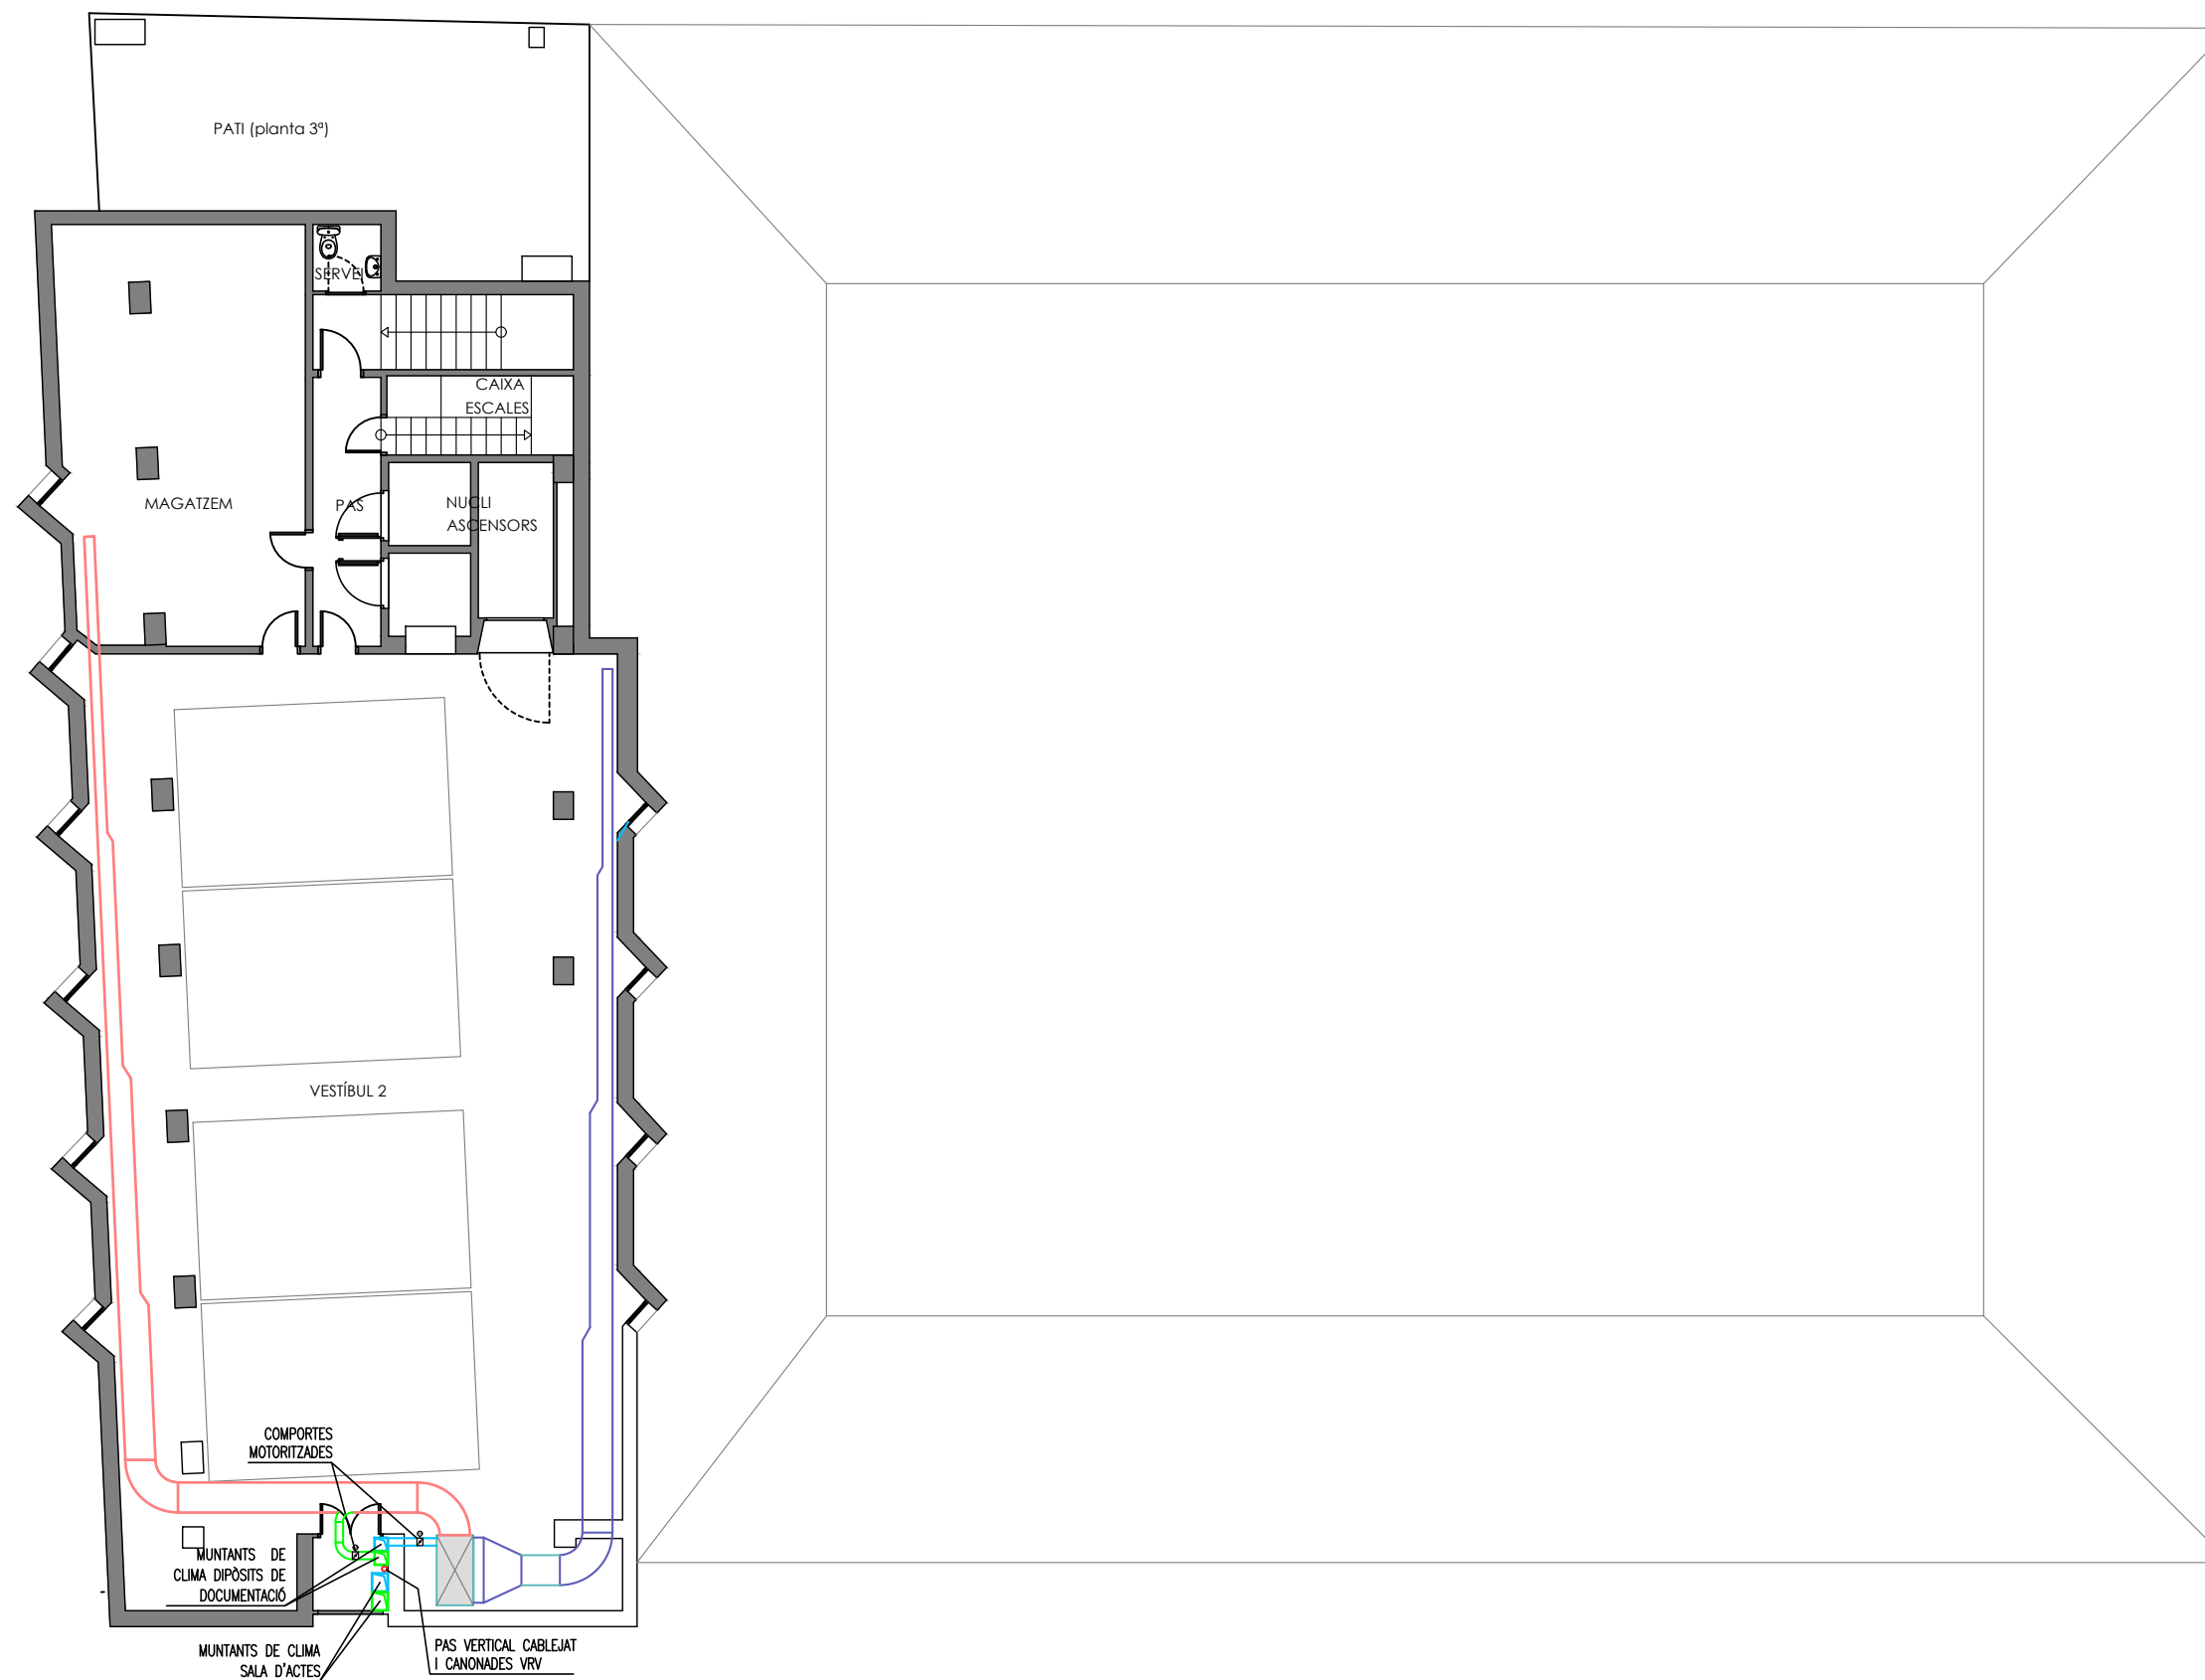 PATI (planta 3ª)
SERVEI
CAIXA
ESCALES
MAGATZEM
PAS
NUCLI
ASCENSORS
VESTÍBUL 2
COMPORTES
MOTORITZADES
MUNTANTS DE
CLIMA DIPÒSITS DE
DOCUMENTACIÓ
MUNTANTS DE CLIMA
SALA D'ACTES
PAS VERTICAL CABLEJAT
I CANONADES VRV